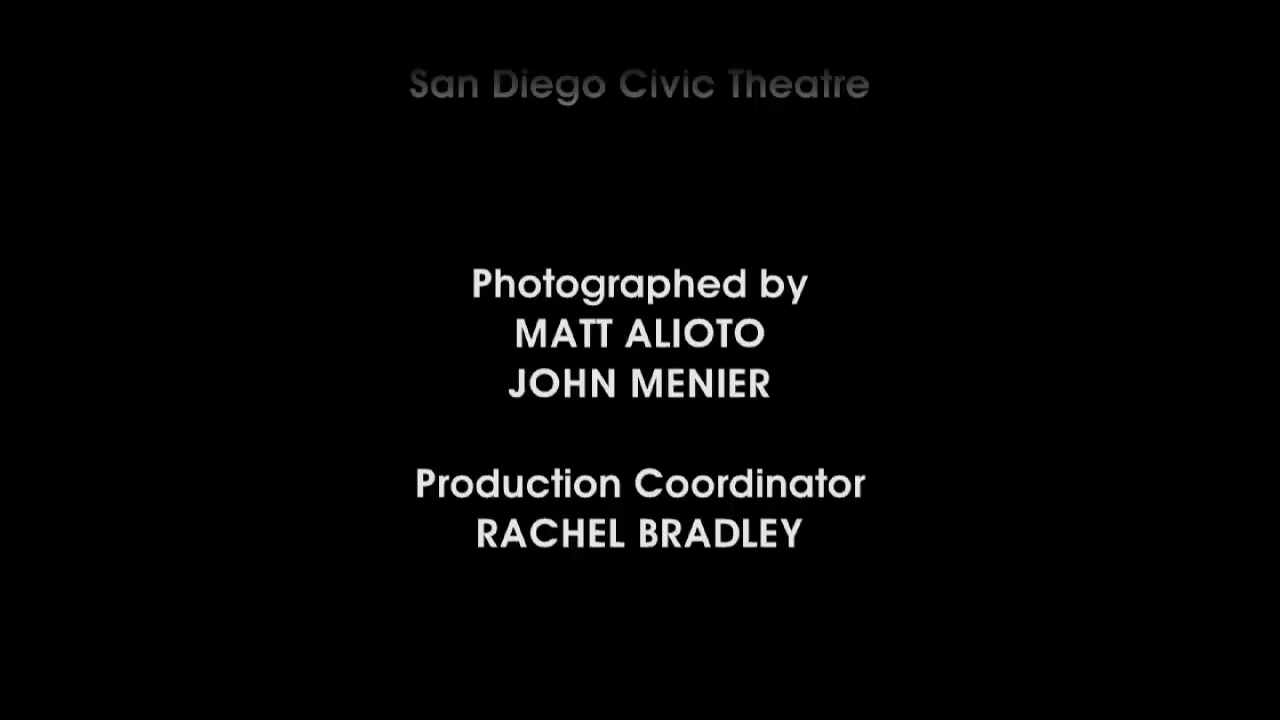 San Diego Civic Theatre
Photographed by
MATT ALIOTO
JOHN MENIER
Production Coordinator
RACHEL BRADLEY